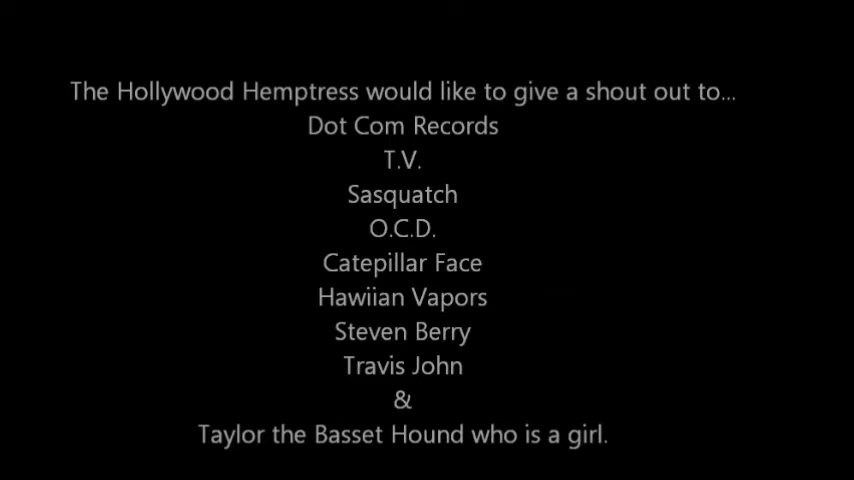 The Hollywood Hemptress would like to give a shout out to...
Dot Com Records
T.V.
Sasquatch
O.C.D.
Catepillar Face
Hawiian Vapors
Steven Berry
Travis John
&
Taylor the Basset Hound who is a girl.